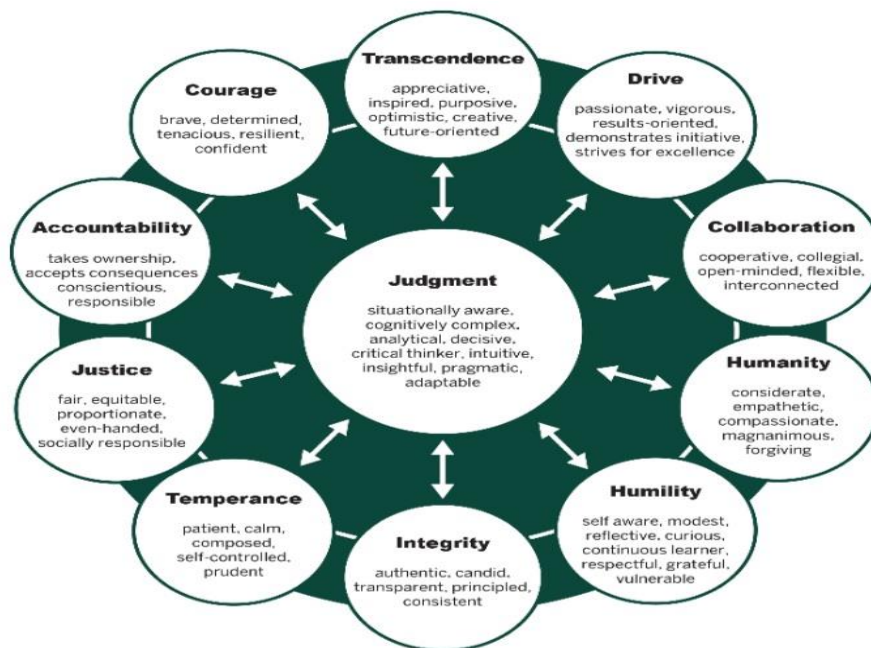 Transcendence
appreciative,
inspired, purposive,
optimistic, creative,
future-oriented
Drive
passionate, vigorous,
results-oriented,
demonstrates initiative,
strives for excellence
Collaboration
cooperative, collegial,
open-minded, flexible,
interconnected
Humanity
considerate,
empathetic,
compassionate,
magnanimous,
forgiving
Humility
self aware, modest,
reflective, curious,
continuous learner,
respectful, grateful,
vulnerable
Integrity
authentic, candid,
transparent, principled,
consistent
Temperance
patient, calm,
composed,
self-controlled,
prudent
Justice
fair, equitable,
proportionate,
even-handed,
socially responsible
Accountability
takes ownership,
accepts consequences
conscientious,
responsible
Courage
brave, determined,
tenacious, resilient,
confident
Judgment
situationally aware,
cognitively complex,
analytical, decisive,
critical thinker, intuitive,
insightful, pragmatic,
adaptable